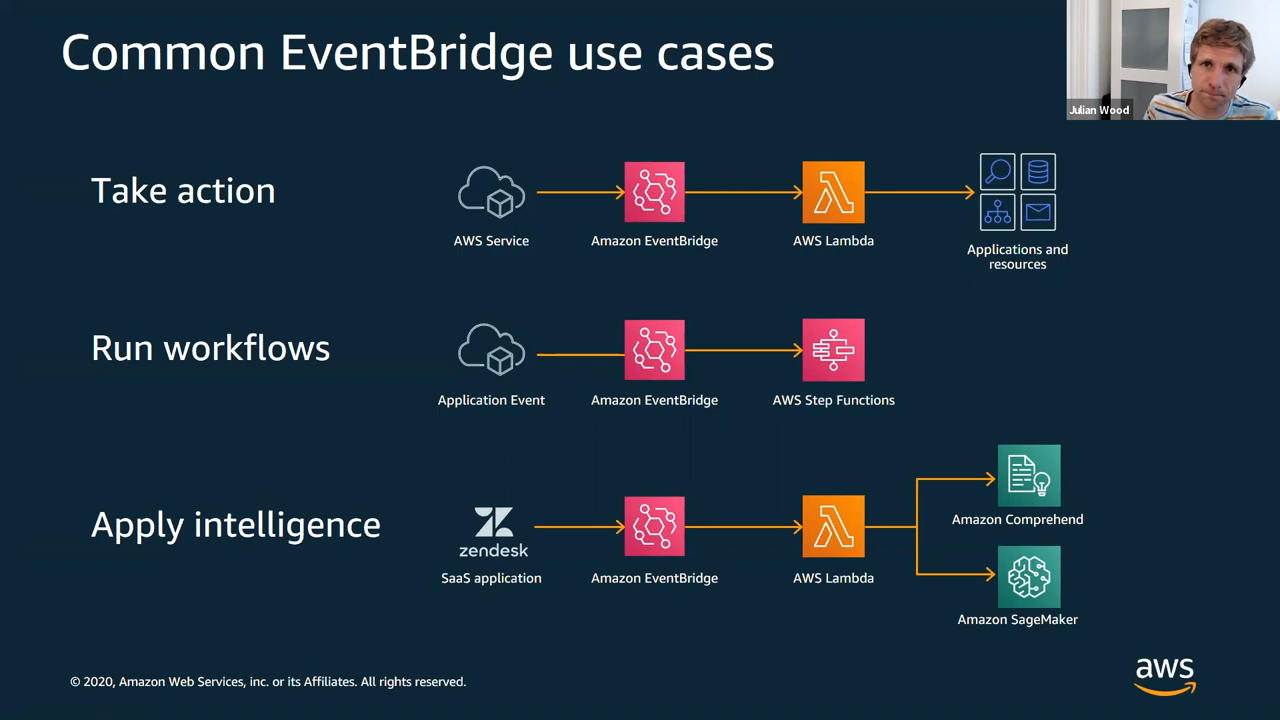 Common EventBridge use cases
Julian Wood
Take action
AWS Service
Amazon EventBridge
AWS Lambda
Applications and
resources
Run workflows
Application Event
Amazon EventBridge
AWS Step Functions
Apply intelligence
zendesk
SaaS application
Amazon EventBridge
AWS Lambda
Amazon Comprehend
Amazon SageMaker
© 2020, Amazon Web Services, inc. or its Affiliates. All rights reserved.
aws